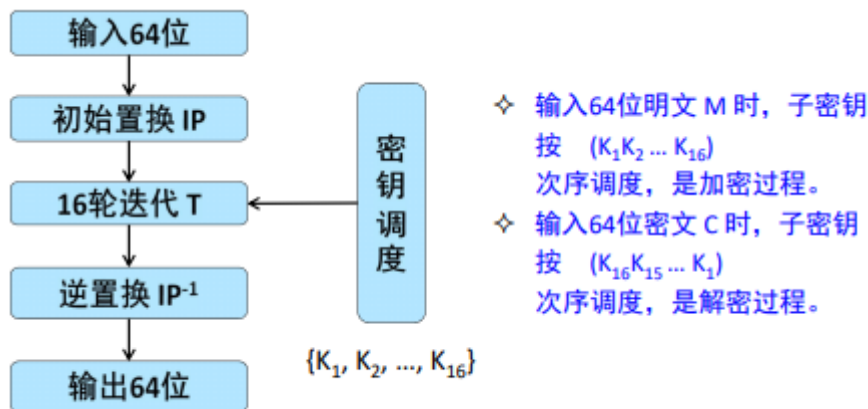 输入64位
初始置换 IP
16轮迭代 T
逆置换 IP⁻¹
输出64位
密钥调度
{K₁, K₂, ..., K₁₆}
✧ 输入64位明文 M 时，子密钥
按 (K₁K₂ ... K₁₆)
次序调度，是加密过程。
✧ 输入64位密文 C 时，子密钥
按 (K₁₆K₁₅ ... K₁)
次序调度，是解密过程。